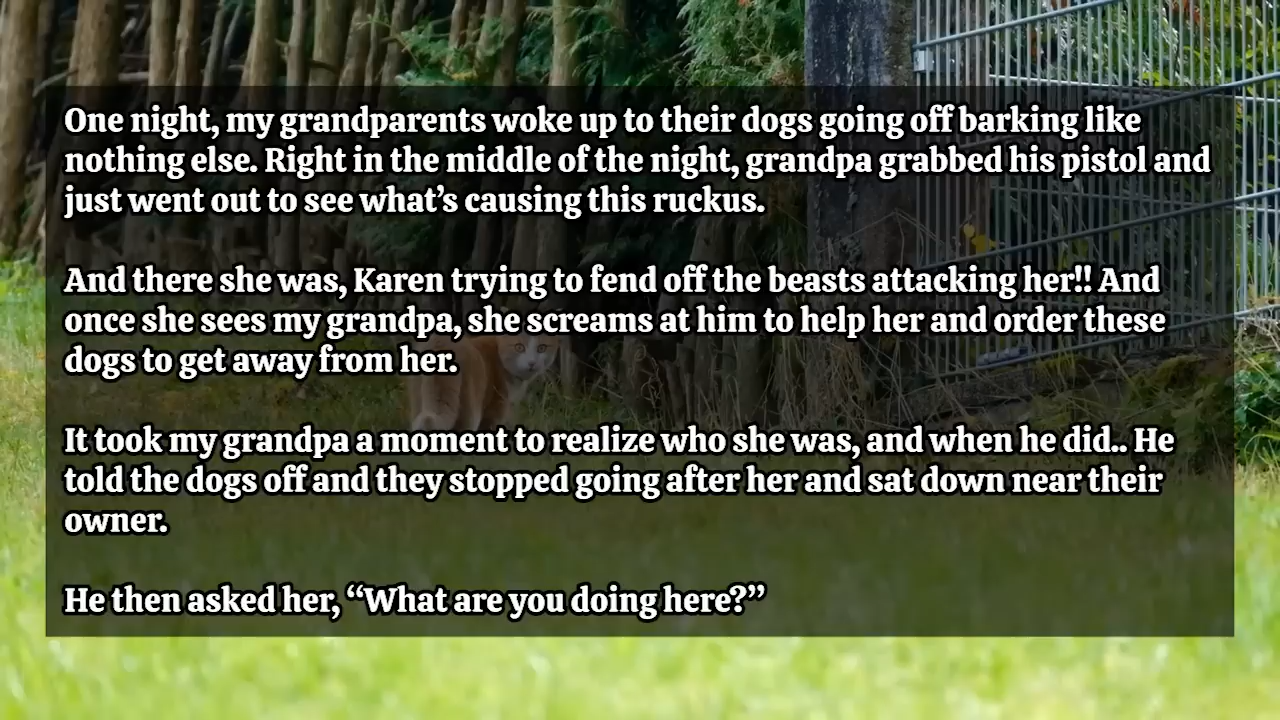 One night, my grandparents woke up to their dogs going off barking like
nothing else. Right in the middle of the night, grandpa grabbed his pistol and
just went out to see what’s causing this ruckus.
And there she was, Karen trying to fend off the beasts attacking her!! And
once she sees my grandpa, she screams at him to help her and order these
dogs to get away from her.
It took my grandpa a moment to realize who she was, and when he did.. He
told the dogs off and they stopped going after her and sat down near their
owner.
He then asked her, “What are you doing here?”